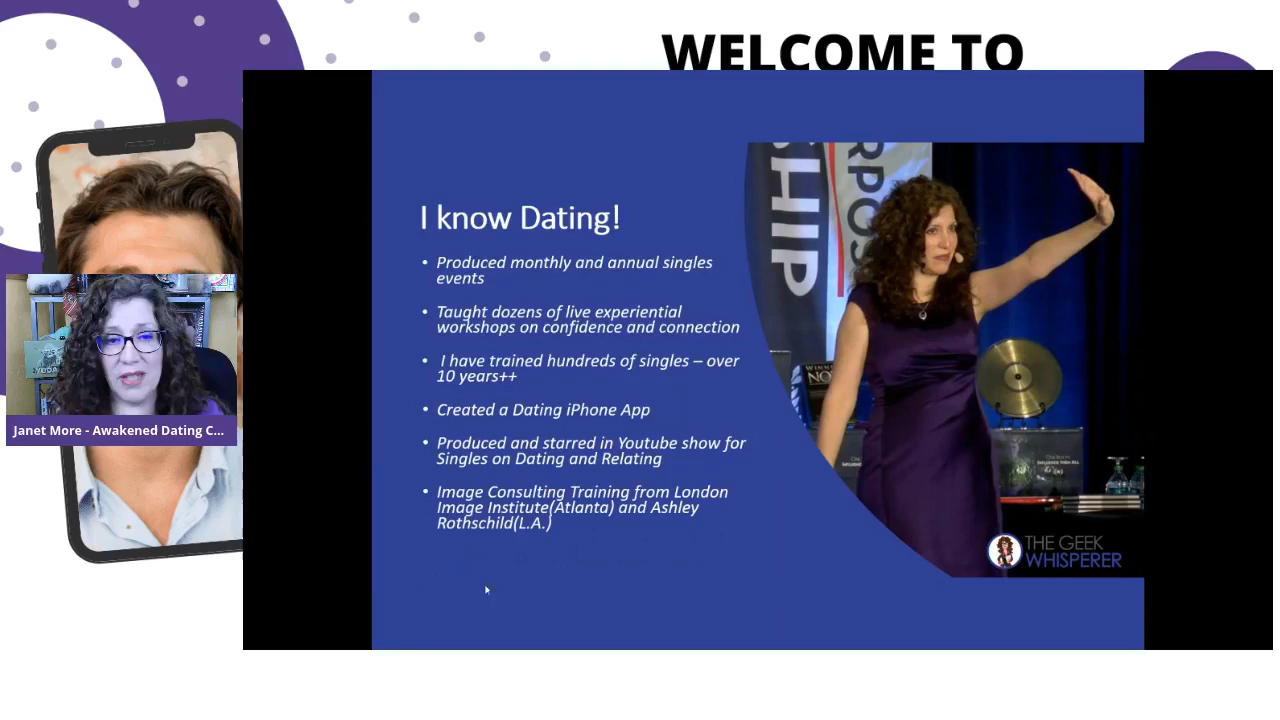 WELCOME TO
I know Dating!
• Produced monthly and annual singles
events
• Taught dozens of live experiential
workshops on confidence and connection
• I have trained hundreds of singles – over
10 years++
• Created a Dating iPhone App
• Produced and starred in Youtube show for
Singles on Dating and Relating
• Image Consulting Training from London
Image Institute(Atlanta) and Ashley
Rothschild(L.A.)
SHIP
RPOS
THE GEEK
WHISPERER
YODA
Janet More - Awakened Dating C...